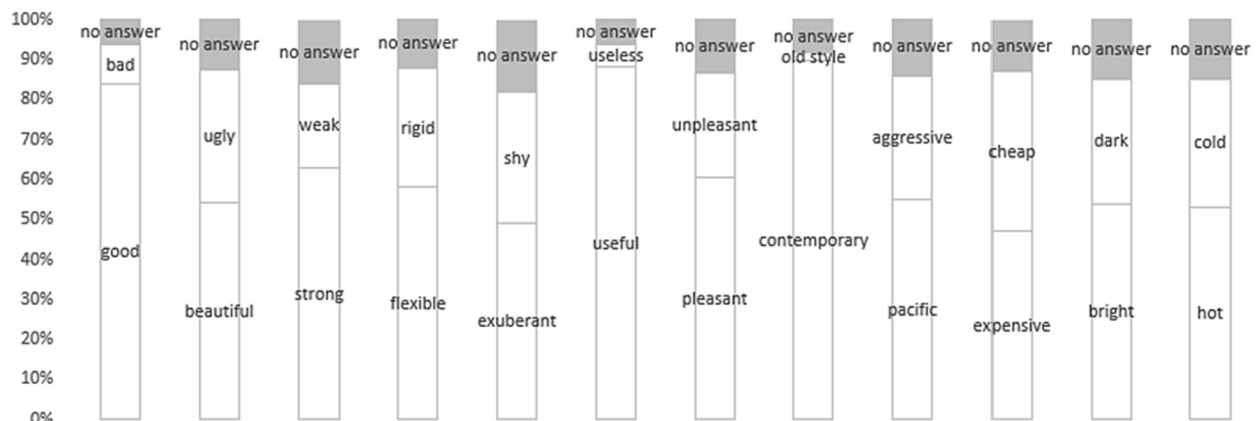 100%
90%
80%
70%
60%
50%
40%
30%
20%
10%
0%
no answer
bad
good
no answer
ugly
beautiful
no answer
weak
strong
no answer
rigid
flexible
no answer
shy
exuberant
no answer
useless
useful
no answer
unpleasant
pleasant
no answer
old style
contemporary
no answer
aggressive
pacific
no answer
cheap
expensive
no answer
dark
bright
no answer
cold
hot